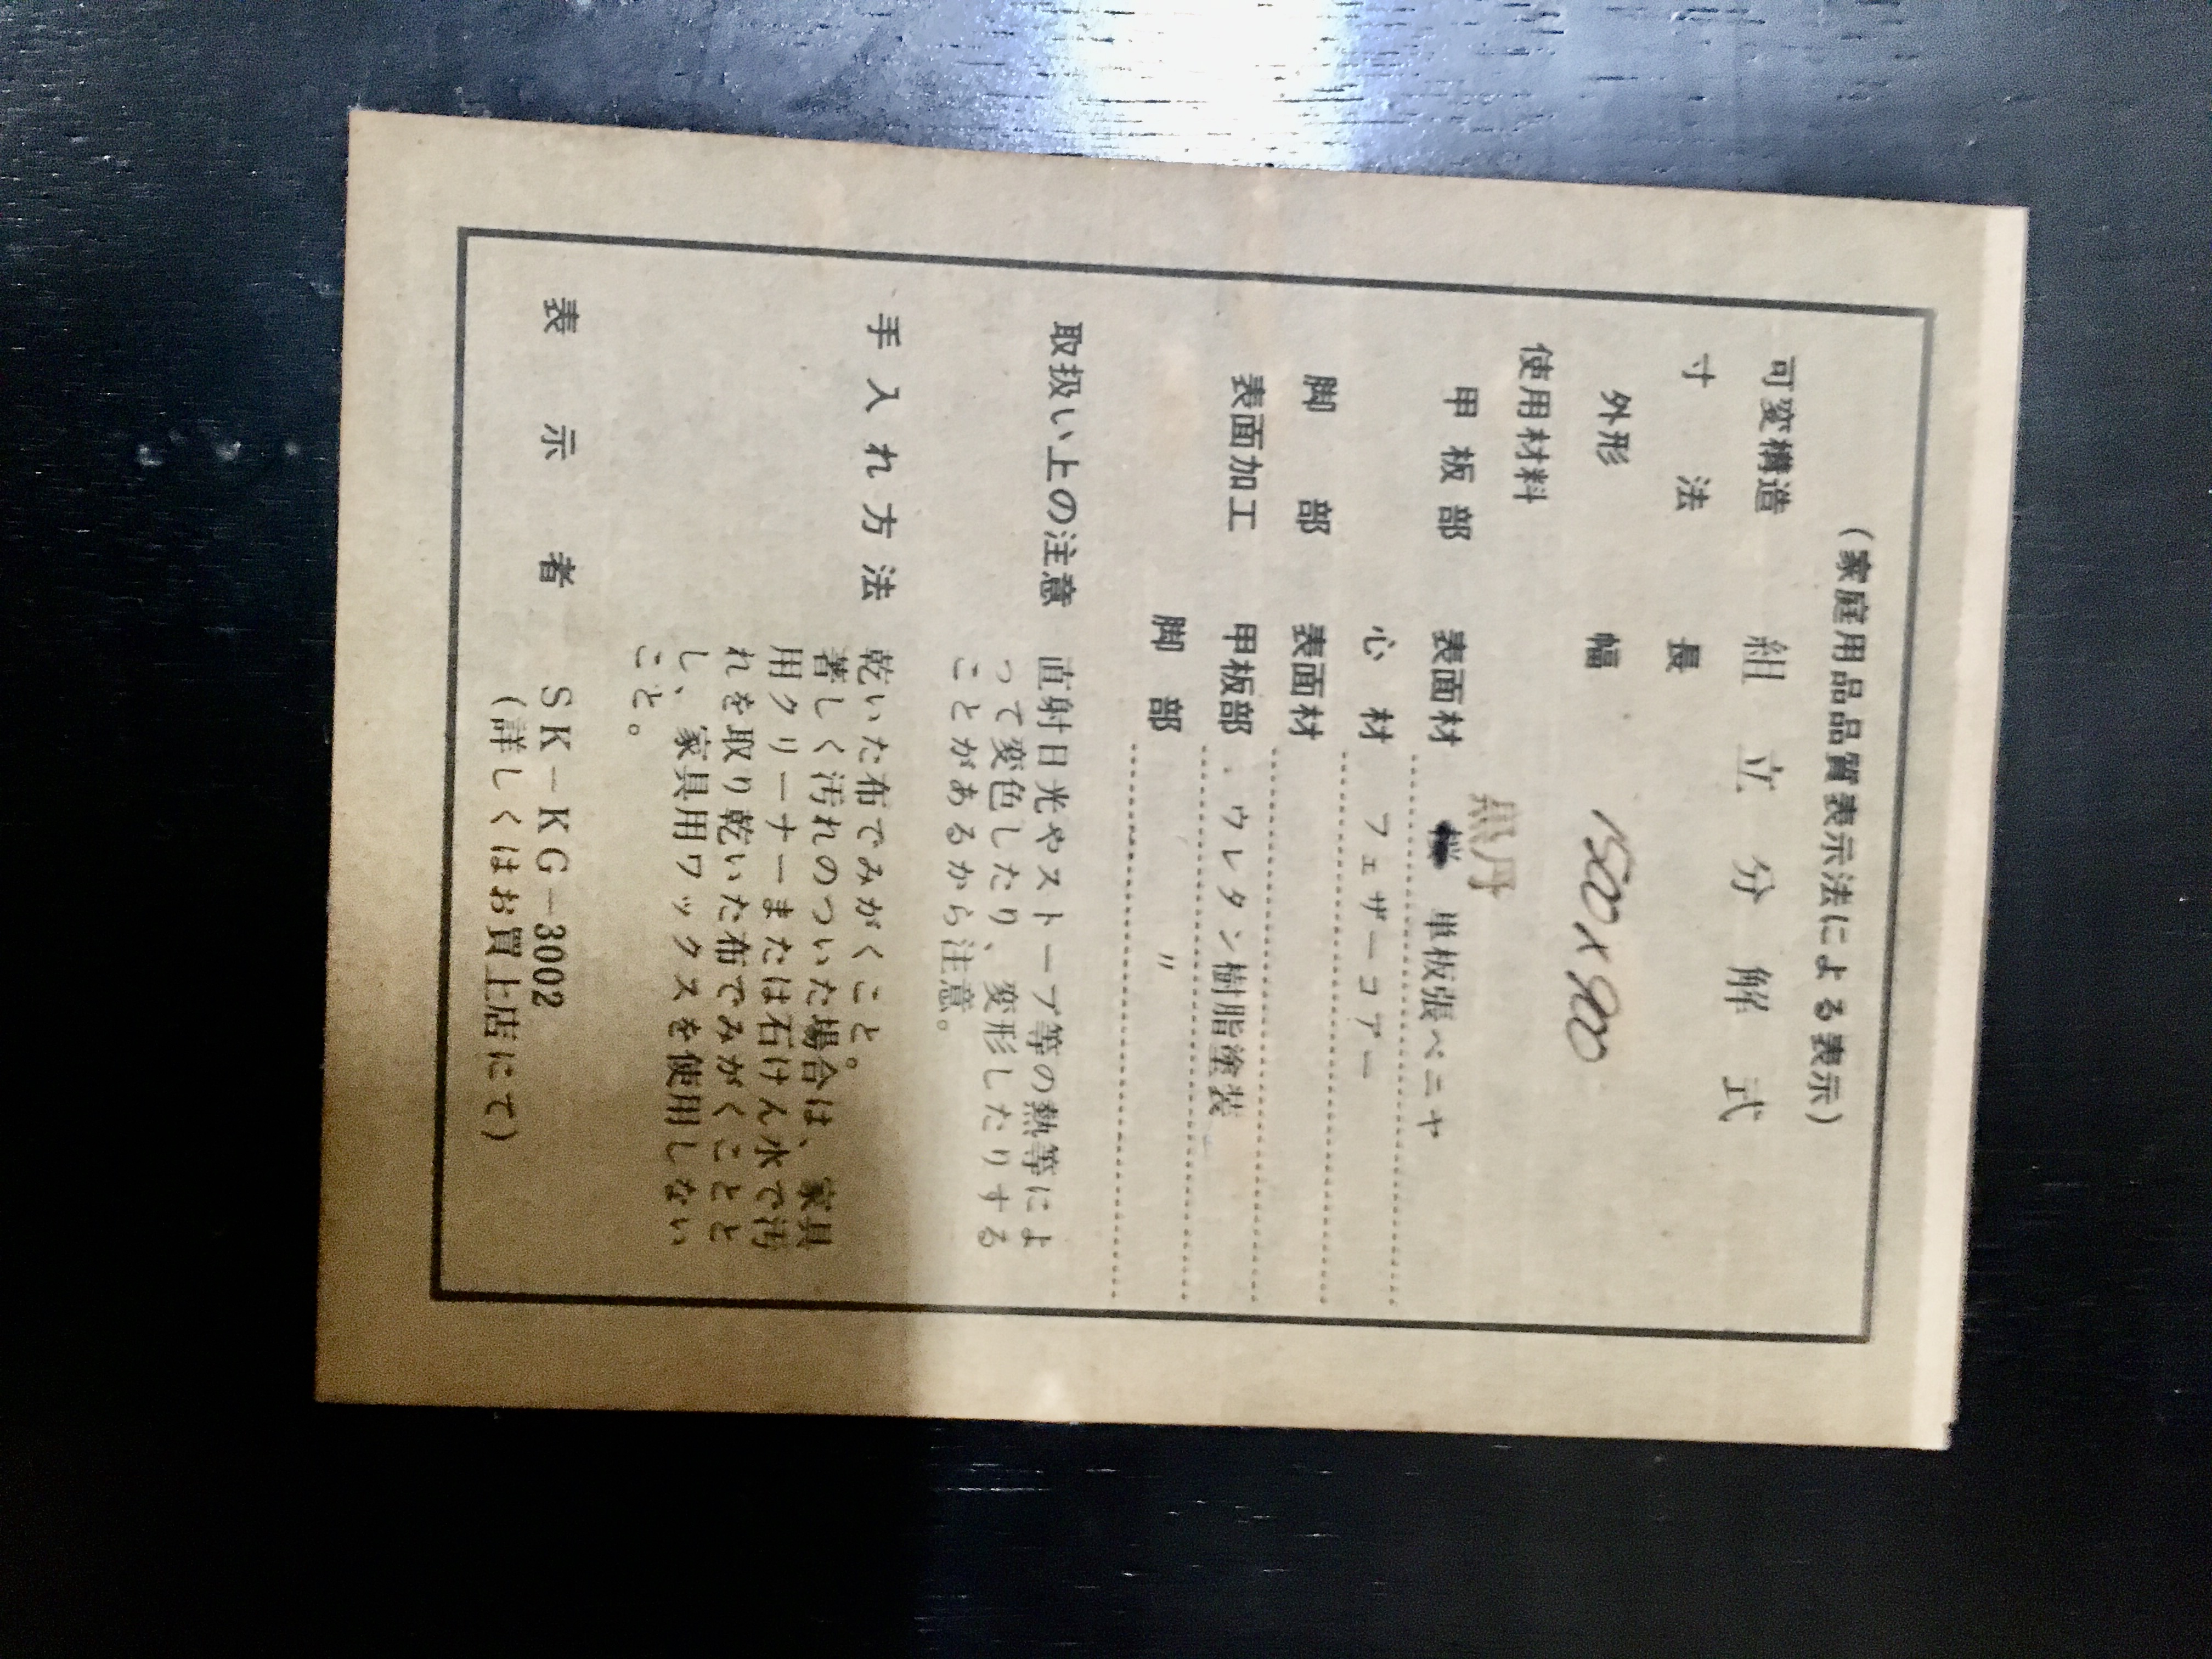 （家庭用品品質表示法による表示）
可変構造 組立分解式
寸法 長
外形 幅 1500×900
使用材料
黒丹
甲板部 表面材 単板張ベニヤ
心材 フェザーコアー
脚部 表面材
表面加工 甲板部 ウレタン樹脂塗装
脚部 〃
取扱い上の注意 直射日光やストーブ等の熱等によ
って変色したり、変形したりする
ことがあるから注意。
手入れ方法 乾いた布でみがくこと。
著しく汚れのついた場合は、家具
用クリーナーまたは石けん水で汚
れを取り乾いた布でみがくことと
し、家具用ワックスを使用しない
こと。
表示者 SK－KG－3002
（詳しくはお買上店にて）